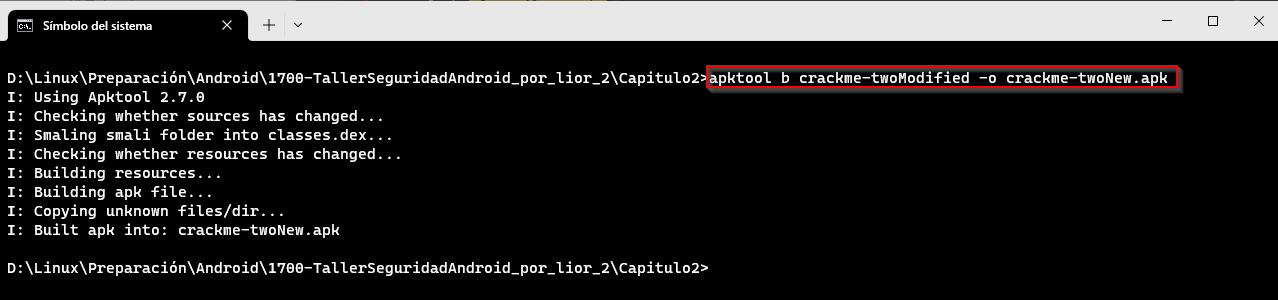 Símbolo del sistema
D:\Linux\Preparación\Android\1700-TallerSeguridadAndroid_por_lior_2\Capitulo2>apktool b crackme-twoModified -o crackme-twoNew.apk
I: Using Apktool 2.7.0
I: Checking whether sources has changed...
I: Smaling smali folder into classes.dex...
I: Checking whether resources has changed...
I: Building resources...
I: Building apk file...
I: Copying unknown files/dir...
I: Built apk into: crackme-twoNew.apk
D:\Linux\Preparación\Android\1700-TallerSeguridadAndroid_por_lior_2\Capitulo2>